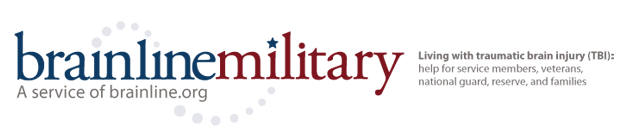 brainlinemilitary
A service of brainline.org
Living with traumatic brain injury (TBI):
help for service members, veterans,
national guard, reserve, and families